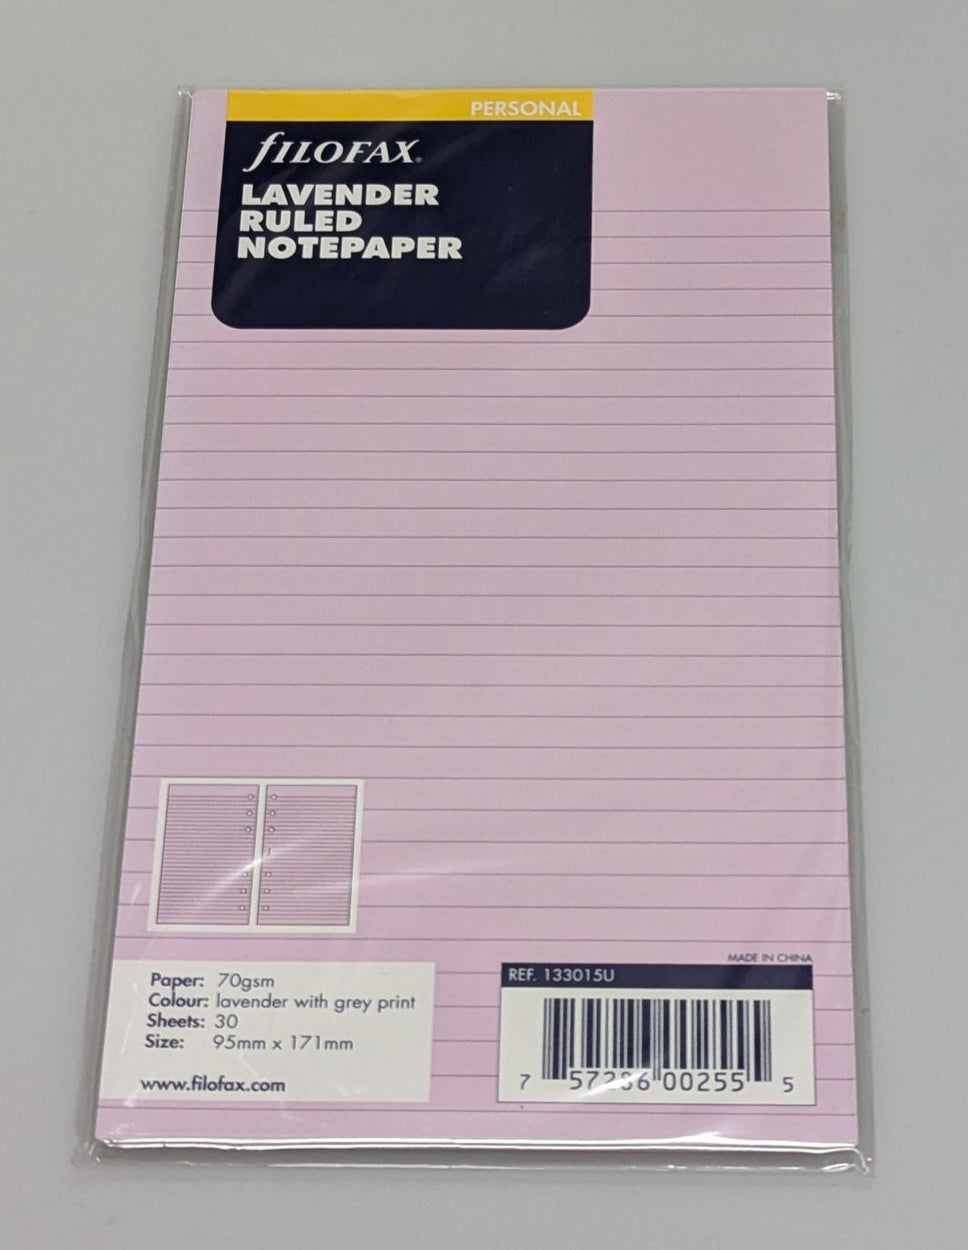 PERSONAL
fILOFAX
LAVENDER
RULED
NOTEPAPER
Paper: 70gsm
Colour: lavender with grey print
Sheets: 30
Size: 95mm x 171mm
www.filofax.com
MADE IN CHINA
REF. 133015U
7 57286 00255 5